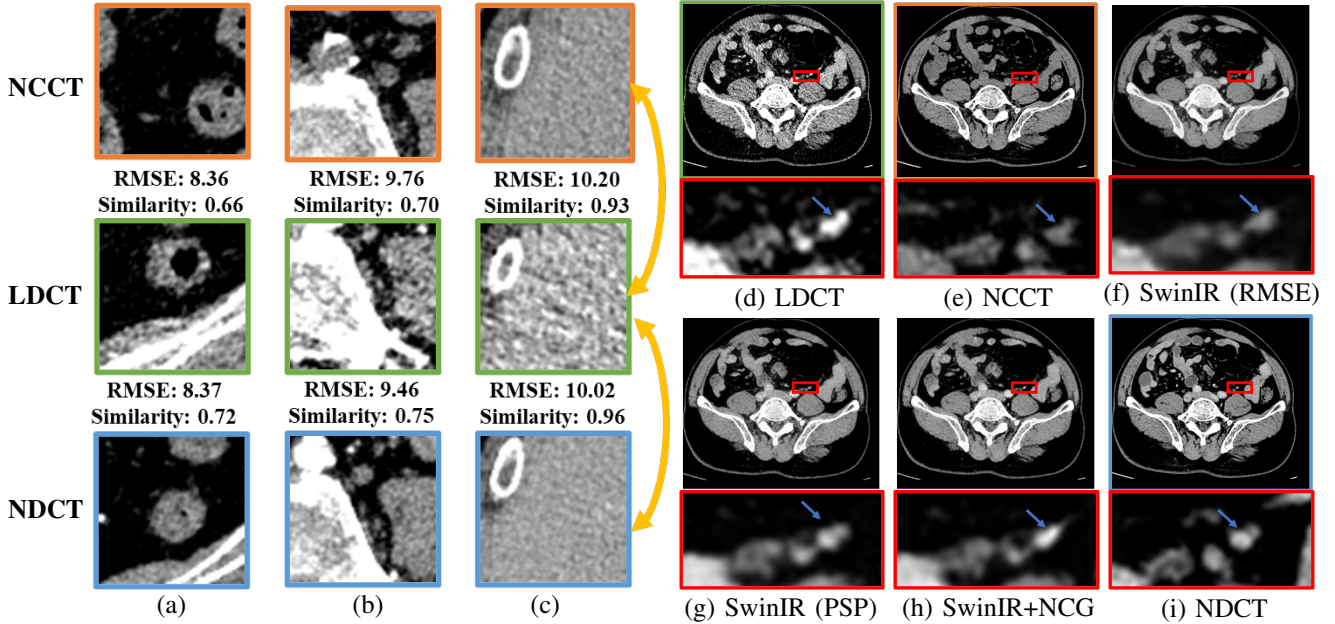 NCCT
RMSE: 8.36
Similarity: 0.66
RMSE: 9.76
Similarity: 0.70
RMSE: 10.20
Similarity: 0.93
LDCT
RMSE: 8.37
Similarity: 0.72
RMSE: 9.46
Similarity: 0.75
RMSE: 10.02
Similarity: 0.96
NDCT
(a)
(b)
(c)
(d) LDCT
(e) NCCT
(f) SwinIR (RMSE)
(g) SwinIR (PSP)
(h) SwinIR+NCG
(i) NDCT